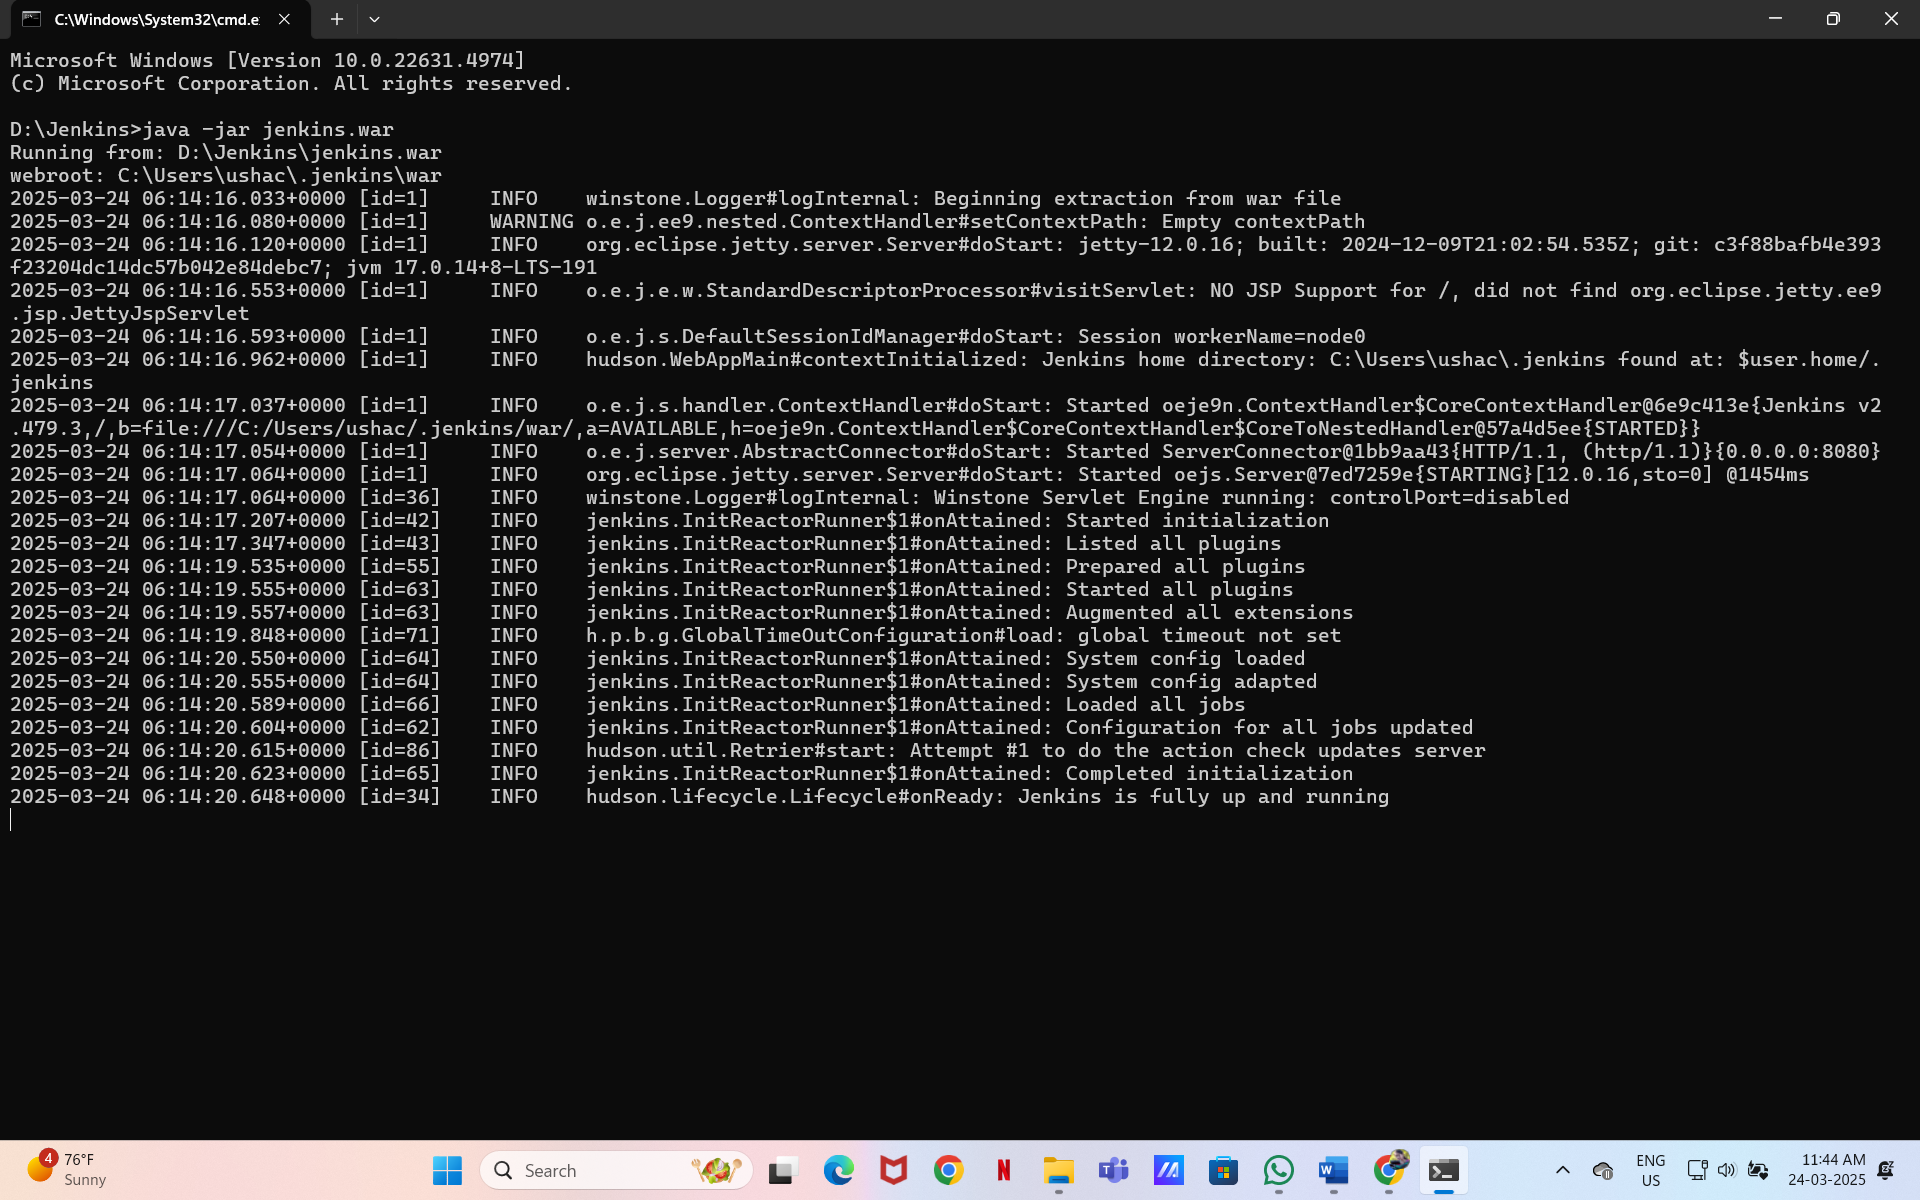 C:\Windows\System32\cmd.e
Microsoft Windows [Version 10.0.22631.4974]
(c) Microsoft Corporation. All rights reserved.
D:\Jenkins>java -jar jenkins.war
Running from: D:\Jenkins\jenkins.war
webroot: C:\Users\ushac\.jenkins\war
2025-03-24 06:14:16.033+0000 [id=1]     INFO    winstone.Logger#logInternal: Beginning extraction from war file
2025-03-24 06:14:16.080+0000 [id=1]     WARNING o.e.j.ee9.nested.ContextHandler#setContextPath: Empty contextPath
2025-03-24 06:14:16.120+0000 [id=1]     INFO    org.eclipse.jetty.server.Server#doStart: jetty-12.0.16; built: 2024-12-09T21:02:54.535Z; git: c3f88bafb4e393
f23204dc14dc57b042e84debc7; jvm 17.0.14+8-LTS-191
2025-03-24 06:14:16.553+0000 [id=1]     INFO    o.e.j.e.w.StandardDescriptorProcessor#visitServlet: NO JSP Support for /, did not find org.eclipse.jetty.ee9
.jsp.JettyJspServlet
2025-03-24 06:14:16.593+0000 [id=1]     INFO    o.e.j.s.DefaultSessionIdManager#doStart: Session workerName=node0
2025-03-24 06:14:16.962+0000 [id=1]     INFO    hudson.WebAppMain#contextInitialized: Jenkins home directory: C:\Users\ushac\.jenkins found at: $user.home/.
jenkins
2025-03-24 06:14:17.037+0000 [id=1]     INFO    o.e.j.s.handler.ContextHandler#doStart: Started oeje9n.ContextHandler$CoreContextHandler@6e9c413e{Jenkins v2
.479.3,/,b=file:///C:/Users/ushac/.jenkins/war/,a=AVAILABLE,h=oeje9n.ContextHandler$CoreContextHandler$CoreToNestedHandler@57a4d5ee{STARTED}}
2025-03-24 06:14:17.054+0000 [id=1]     INFO    o.e.j.server.AbstractConnector#doStart: Started ServerConnector@1bb9aa43{HTTP/1.1, (http/1.1)}{0.0.0.0:8080}
2025-03-24 06:14:17.064+0000 [id=1]     INFO    org.eclipse.jetty.server.Server#doStart: Started oejs.Server@7ed7259e{STARTING}[12.0.16,sto=0] @1454ms
2025-03-24 06:14:17.064+0000 [id=36]    INFO    winstone.Logger#logInternal: Winstone Servlet Engine running: controlPort=disabled
2025-03-24 06:14:17.207+0000 [id=42]    INFO    jenkins.InitReactorRunner$1#onAttained: Started initialization
2025-03-24 06:14:17.347+0000 [id=43]    INFO    jenkins.InitReactorRunner$1#onAttained: Listed all plugins
2025-03-24 06:14:19.535+0000 [id=55]    INFO    jenkins.InitReactorRunner$1#onAttained: Prepared all plugins
2025-03-24 06:14:19.555+0000 [id=63]    INFO    jenkins.InitReactorRunner$1#onAttained: Started all plugins
2025-03-24 06:14:19.557+0000 [id=63]    INFO    jenkins.InitReactorRunner$1#onAttained: Augmented all extensions
2025-03-24 06:14:19.848+0000 [id=71]    INFO    h.p.b.g.GlobalTimeOutConfiguration#load: global timeout not set
2025-03-24 06:14:20.550+0000 [id=64]    INFO    jenkins.InitReactorRunner$1#onAttained: System config loaded
2025-03-24 06:14:20.555+0000 [id=64]    INFO    jenkins.InitReactorRunner$1#onAttained: System config adapted
2025-03-24 06:14:20.589+0000 [id=66]    INFO    jenkins.InitReactorRunner$1#onAttained: Loaded all jobs
2025-03-24 06:14:20.604+0000 [id=62]    INFO    jenkins.InitReactorRunner$1#onAttained: Configuration for all jobs updated
2025-03-24 06:14:20.615+0000 [id=86]    INFO    hudson.util.Retrier#start: Attempt #1 to do the action check updates server
2025-03-24 06:14:20.623+0000 [id=65]    INFO    jenkins.InitReactorRunner$1#onAttained: Completed initialization
2025-03-24 06:14:20.648+0000 [id=34]    INFO    hudson.lifecycle.Lifecycle#onReady: Jenkins is fully up and running
4
76°F
Sunny
Search
N
T
W
ENG
US
11:44 AM
24-03-2025